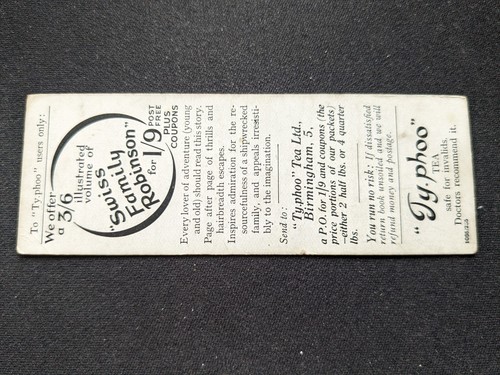 To "Ty.phoo" users only:
We offer
a 3/6
illustrated
volume of
"Swiss
Family
Robinson"
for 1/9 POST
FREE
PLUS
COUPONS
Every lover of adventure (young
and old) should read this story.
Page after page of thrills and
hairbreadth escapes.
Inspires admiration for the re-
sourcefulness of a shipwrecked
family, and appeals irresisti-
bly to the imagination.
Send to:
"Ty.phoo" Tea Ltd.,
Birmingham, 5,
a P.O. for 1/9 and coupons (the
price portions of our packets)
—either 2 half lbs. or 4 quarter
lbs.
You run no risk: If dissatisfied
return book unsoiled and we will
refund money and postage.
"Ty.phoo"
TEA
safe for invalids.
Doctors recommend it.